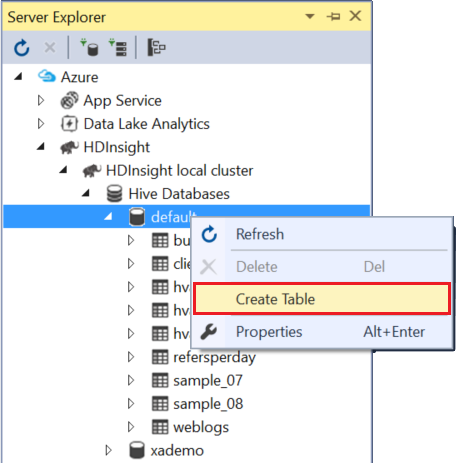 Server Explorer
Azure
App Service
Data Lake Analytics
HDInsight
HDInsight local cluster
Hive Databases
default
Refresh
Delete Del
Create Table
Properties Alt+Enter
bu
clie
hv
hv
hv
refersperday
sample_07
sample_08
weblogs
xademo